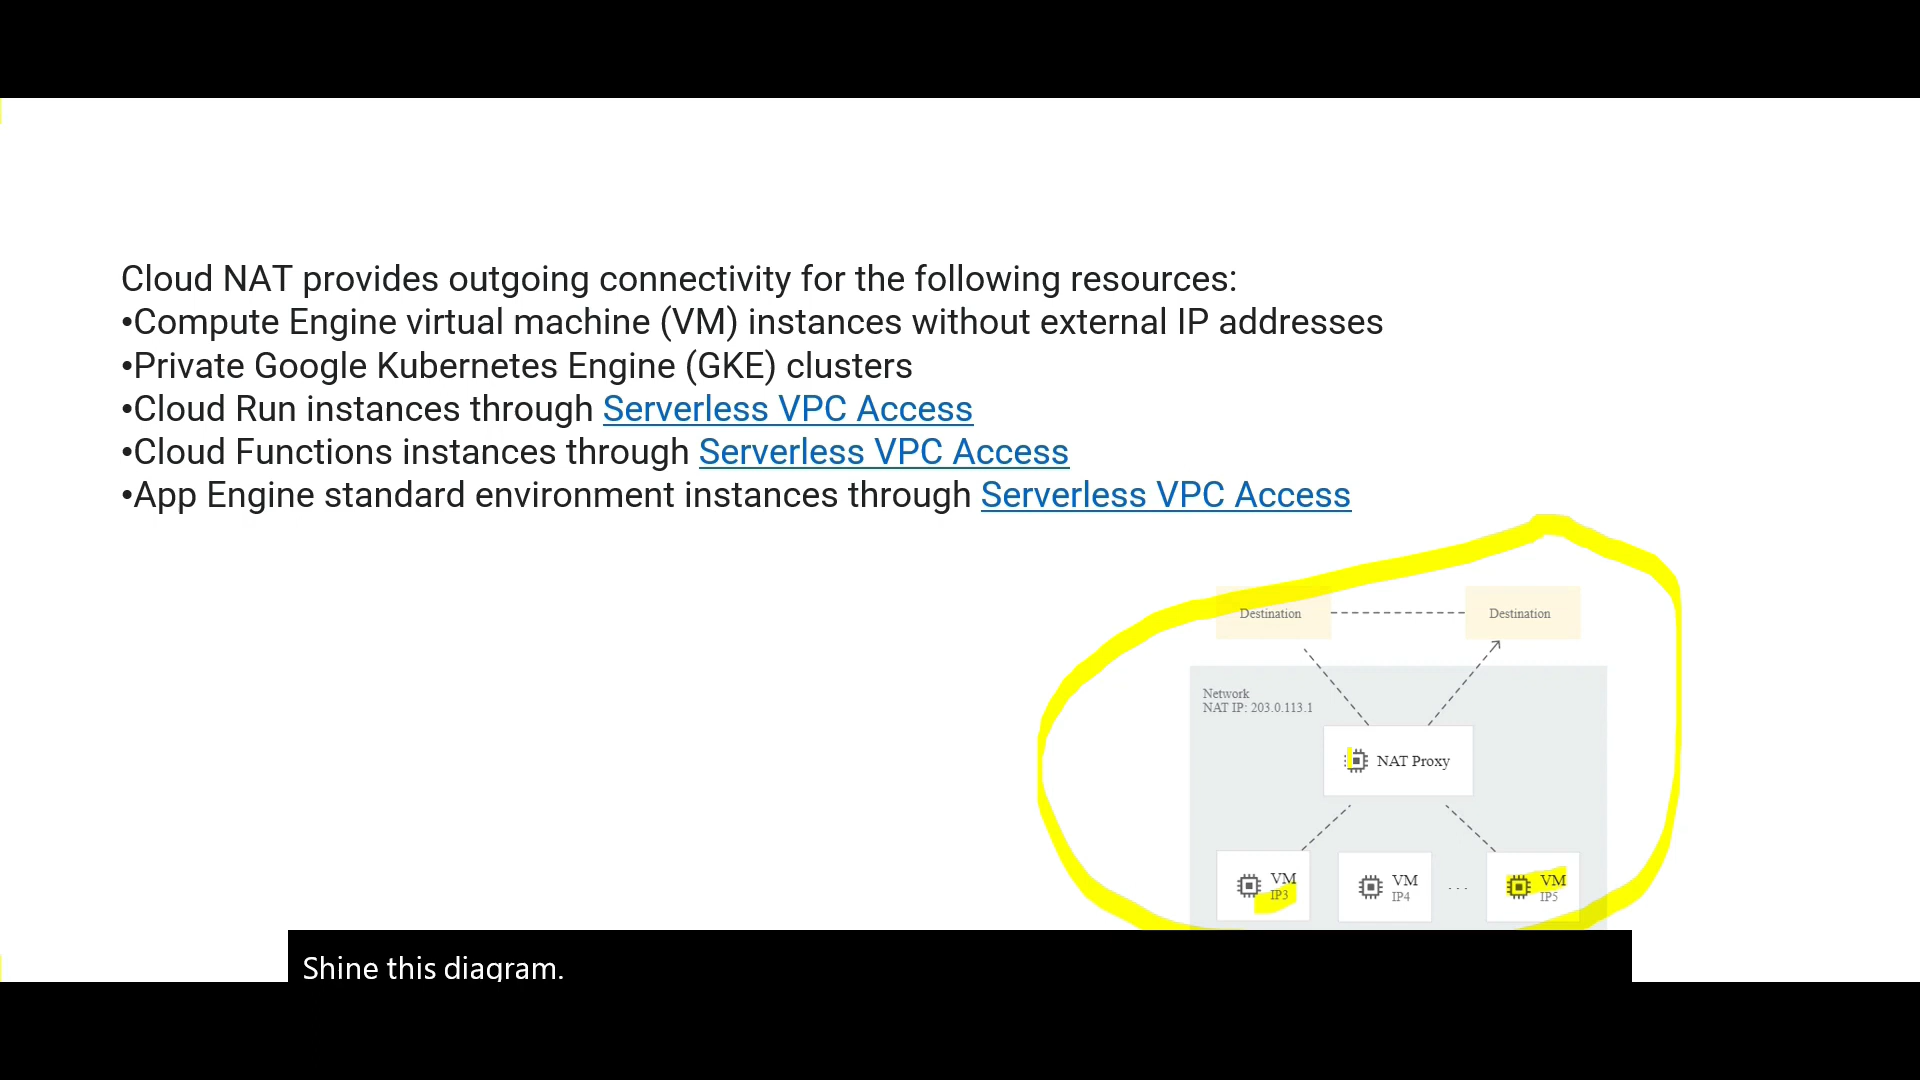 Cloud NAT provides outgoing connectivity for the following resources:
•Compute Engine virtual machine (VM) instances without external IP addresses
•Private Google Kubernetes Engine (GKE) clusters
•Cloud Run instances through Serverless VPC Access
•Cloud Functions instances through Serverless VPC Access
•App Engine standard environment instances through Serverless VPC Access
Destination
Destination
Network
NAT IP: 203.0.113.1
NAT Proxy
VM
IP3
VM
IP4
...
VM
IP5
Shine this diagram.